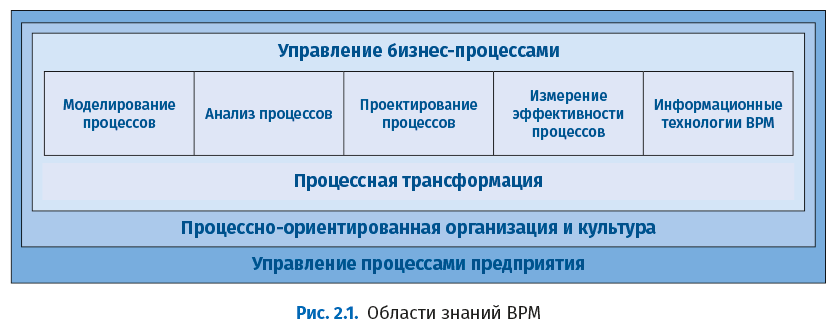 Управление бизнес-процессами
Моделирование
процессов
Анализ процессов
Проектирование
процессов
Измерение
эффективности
процессов
Информационные
технологии BPM
Процессная трансформация
Процессно-ориентированная организация и культура
Управление процессами предприятия
Рис. 2.1. Области знаний BPM